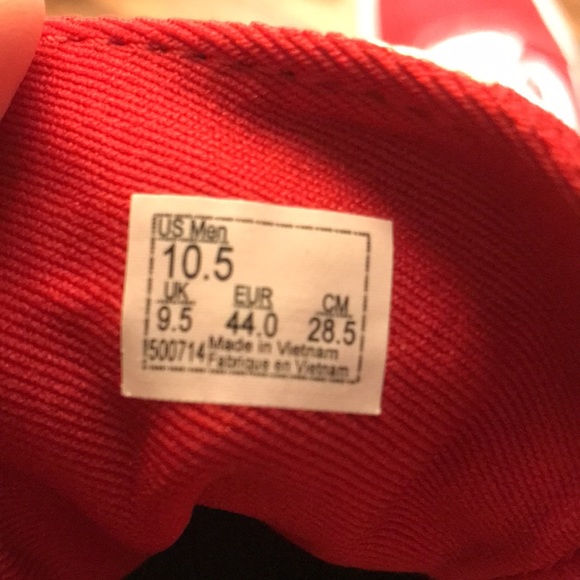 US Men
10.5
UK EUR CM
9.5 44.0 28.5
500714 Made in Vietnam
Fabriqué en Vietnam